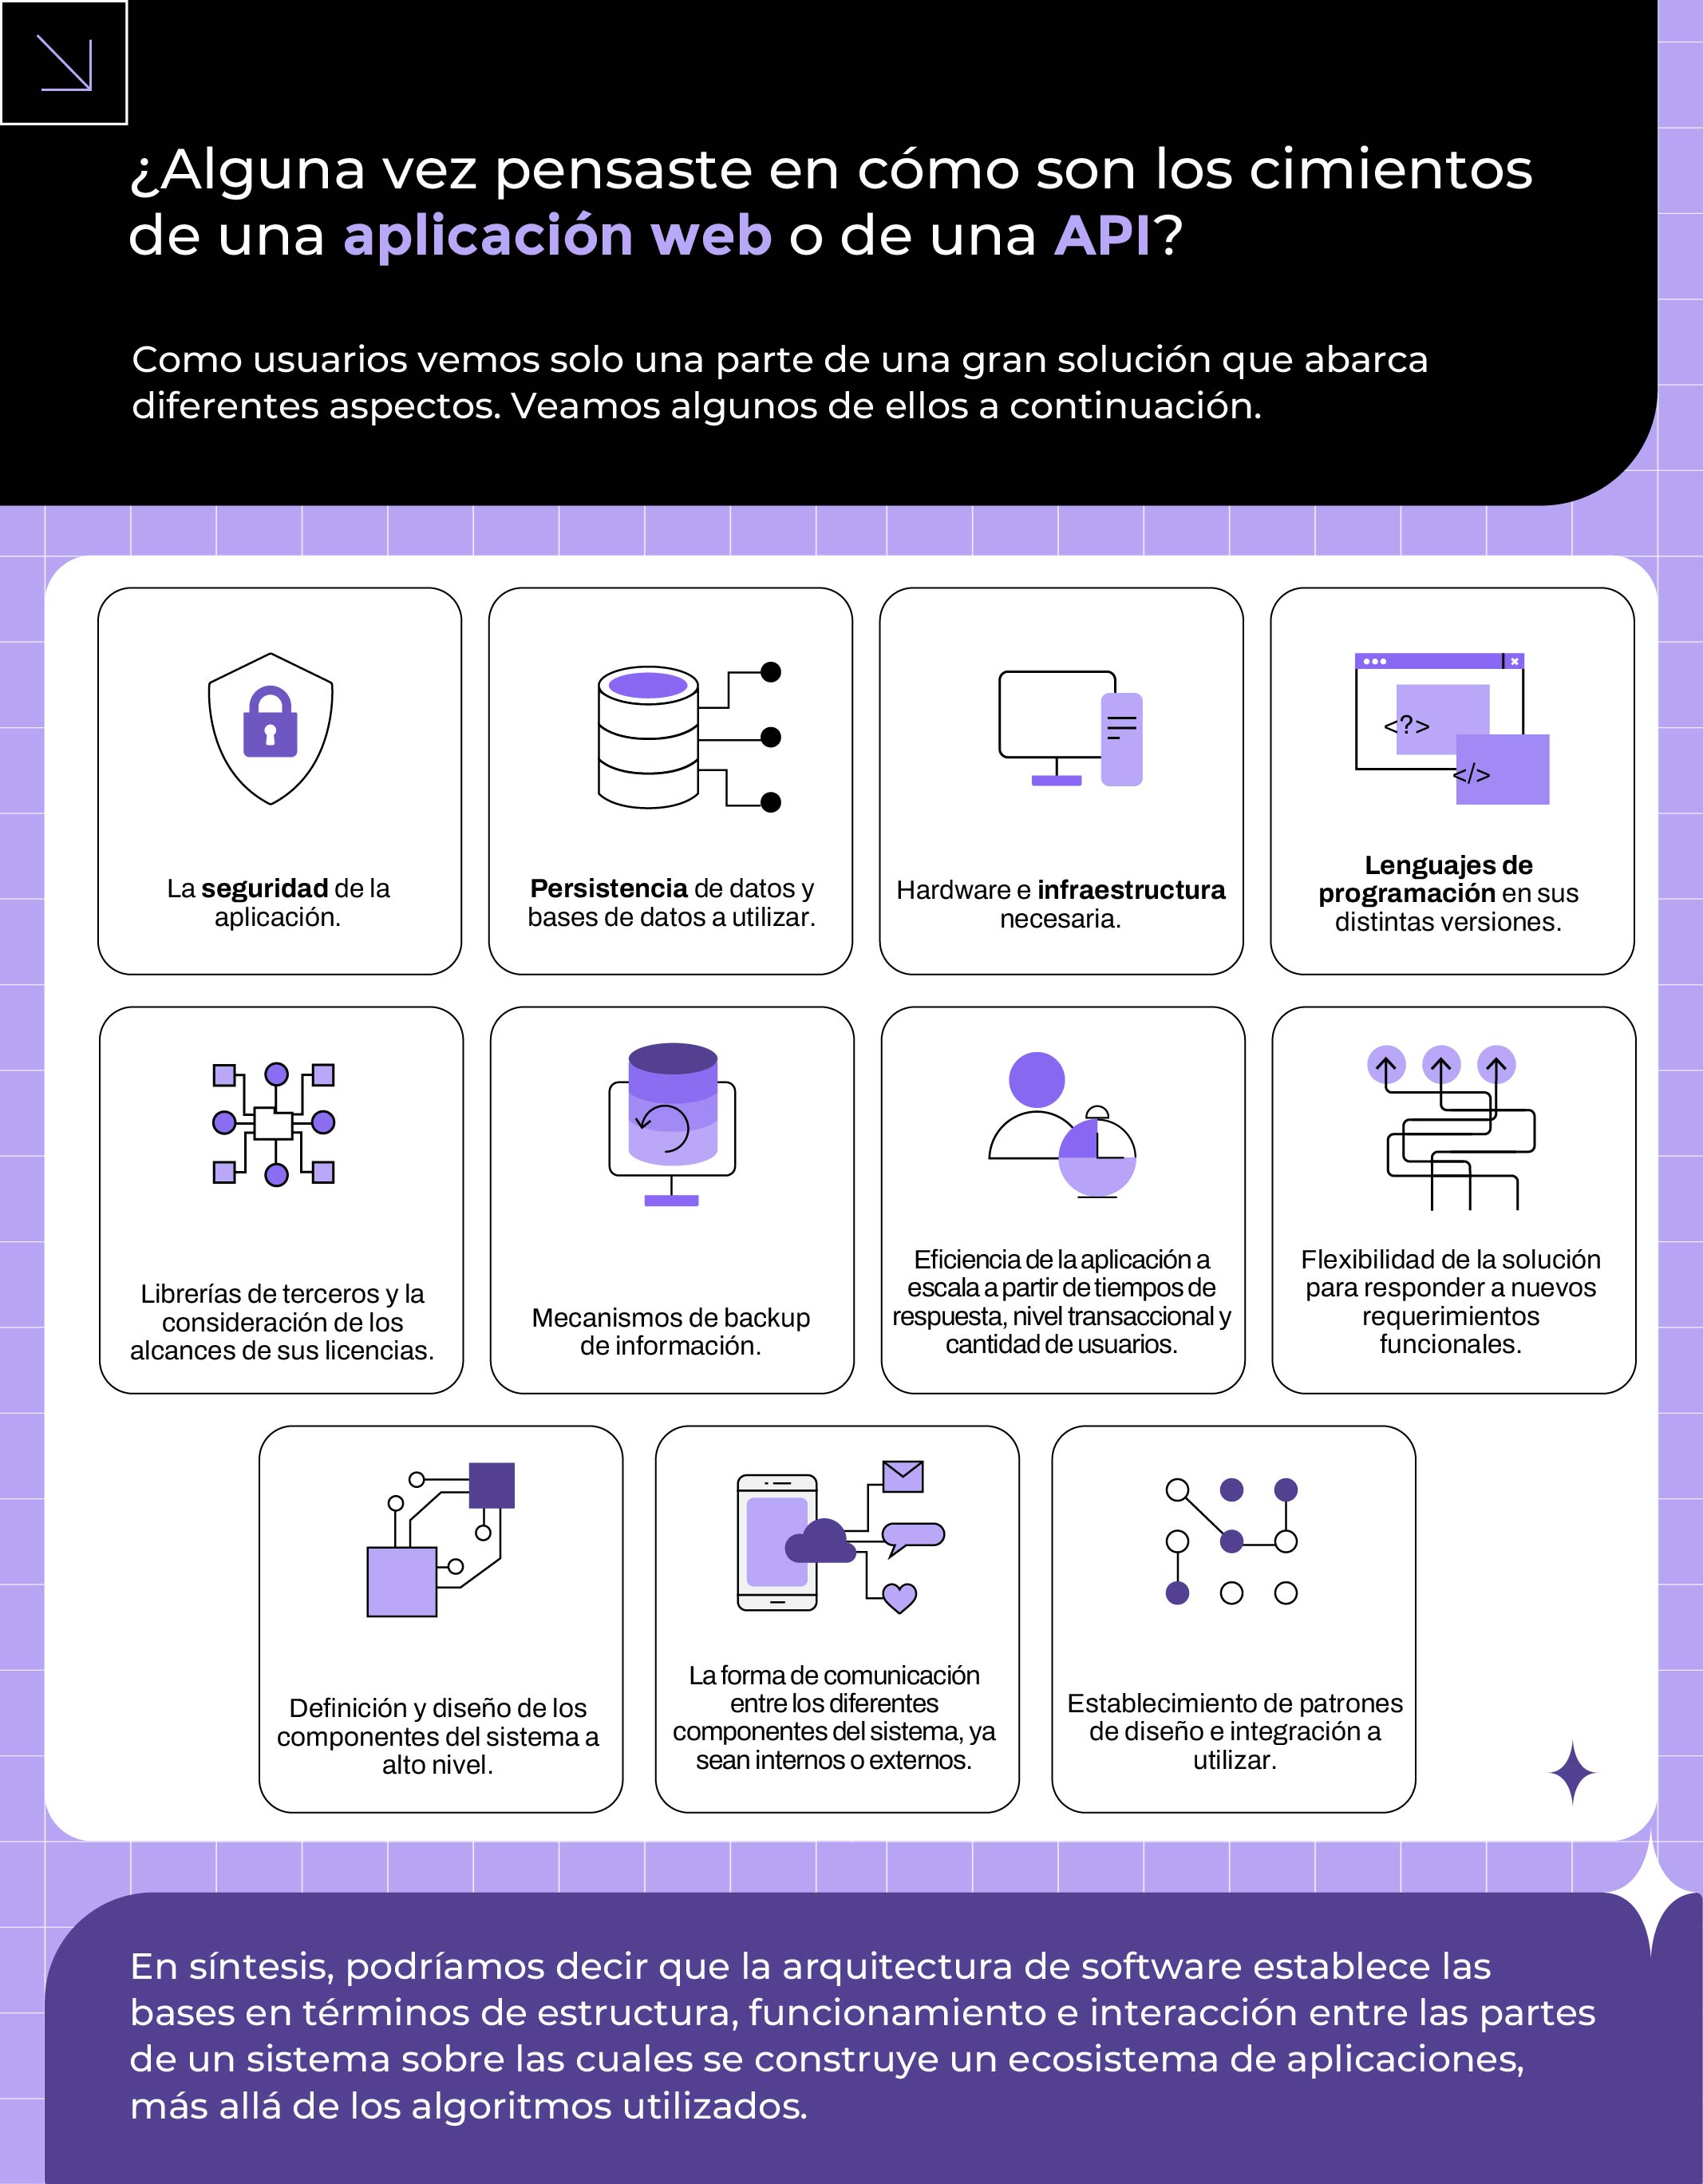 ¿Alguna vez pensaste en cómo son los cimientos
de una aplicación web o de una API?
Como usuarios vemos solo una parte de una gran solución que abarca
diferentes aspectos. Veamos algunos de ellos a continuación.
La seguridad de la
aplicación.
Persistencia de datos y
bases de datos a utilizar.
Hardware e infraestructura
necesaria.
<?>
</>
Lenguajes de
programación en sus
distintas versiones.
Librerías de terceros y la
consideración de los
alcances de sus licencias.
Mecanismos de backup
de información.
Eficiencia de la aplicación a
escala a partir de tiempos de
respuesta, nivel transaccional y
cantidad de usuarios.
Flexibilidad de la solución
para responder a nuevos
requerimientos
funcionales.
Definición y diseño de los
componentes del sistema a
alto nivel.
La forma de comunicación
entre los diferentes
componentes del sistema, ya
sean internos o externos.
Establecimiento de patrones
de diseño e integración a
utilizar.
En síntesis, podríamos decir que la arquitectura de software establece las
bases en términos de estructura, funcionamiento e interacción entre las partes
de un sistema sobre las cuales se construye un ecosistema de aplicaciones,
más allá de los algoritmos utilizados.